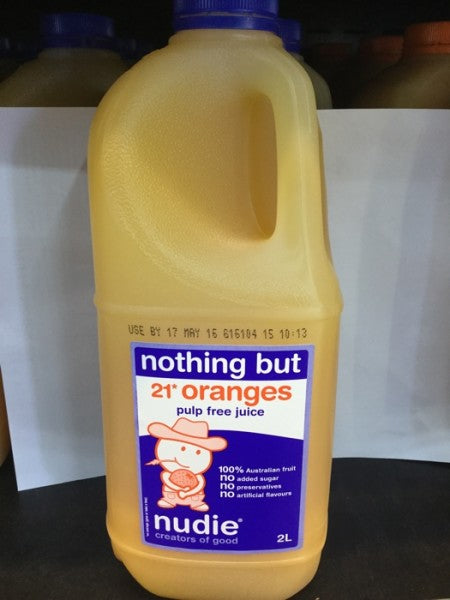 USE BY 17 MAY 16 616104 15 10:13
nothing but
21* oranges
pulp free juice
100% Australian fruit
no added sugar
no preservatives
no artificial flavours
nudie®
creators of good
2L